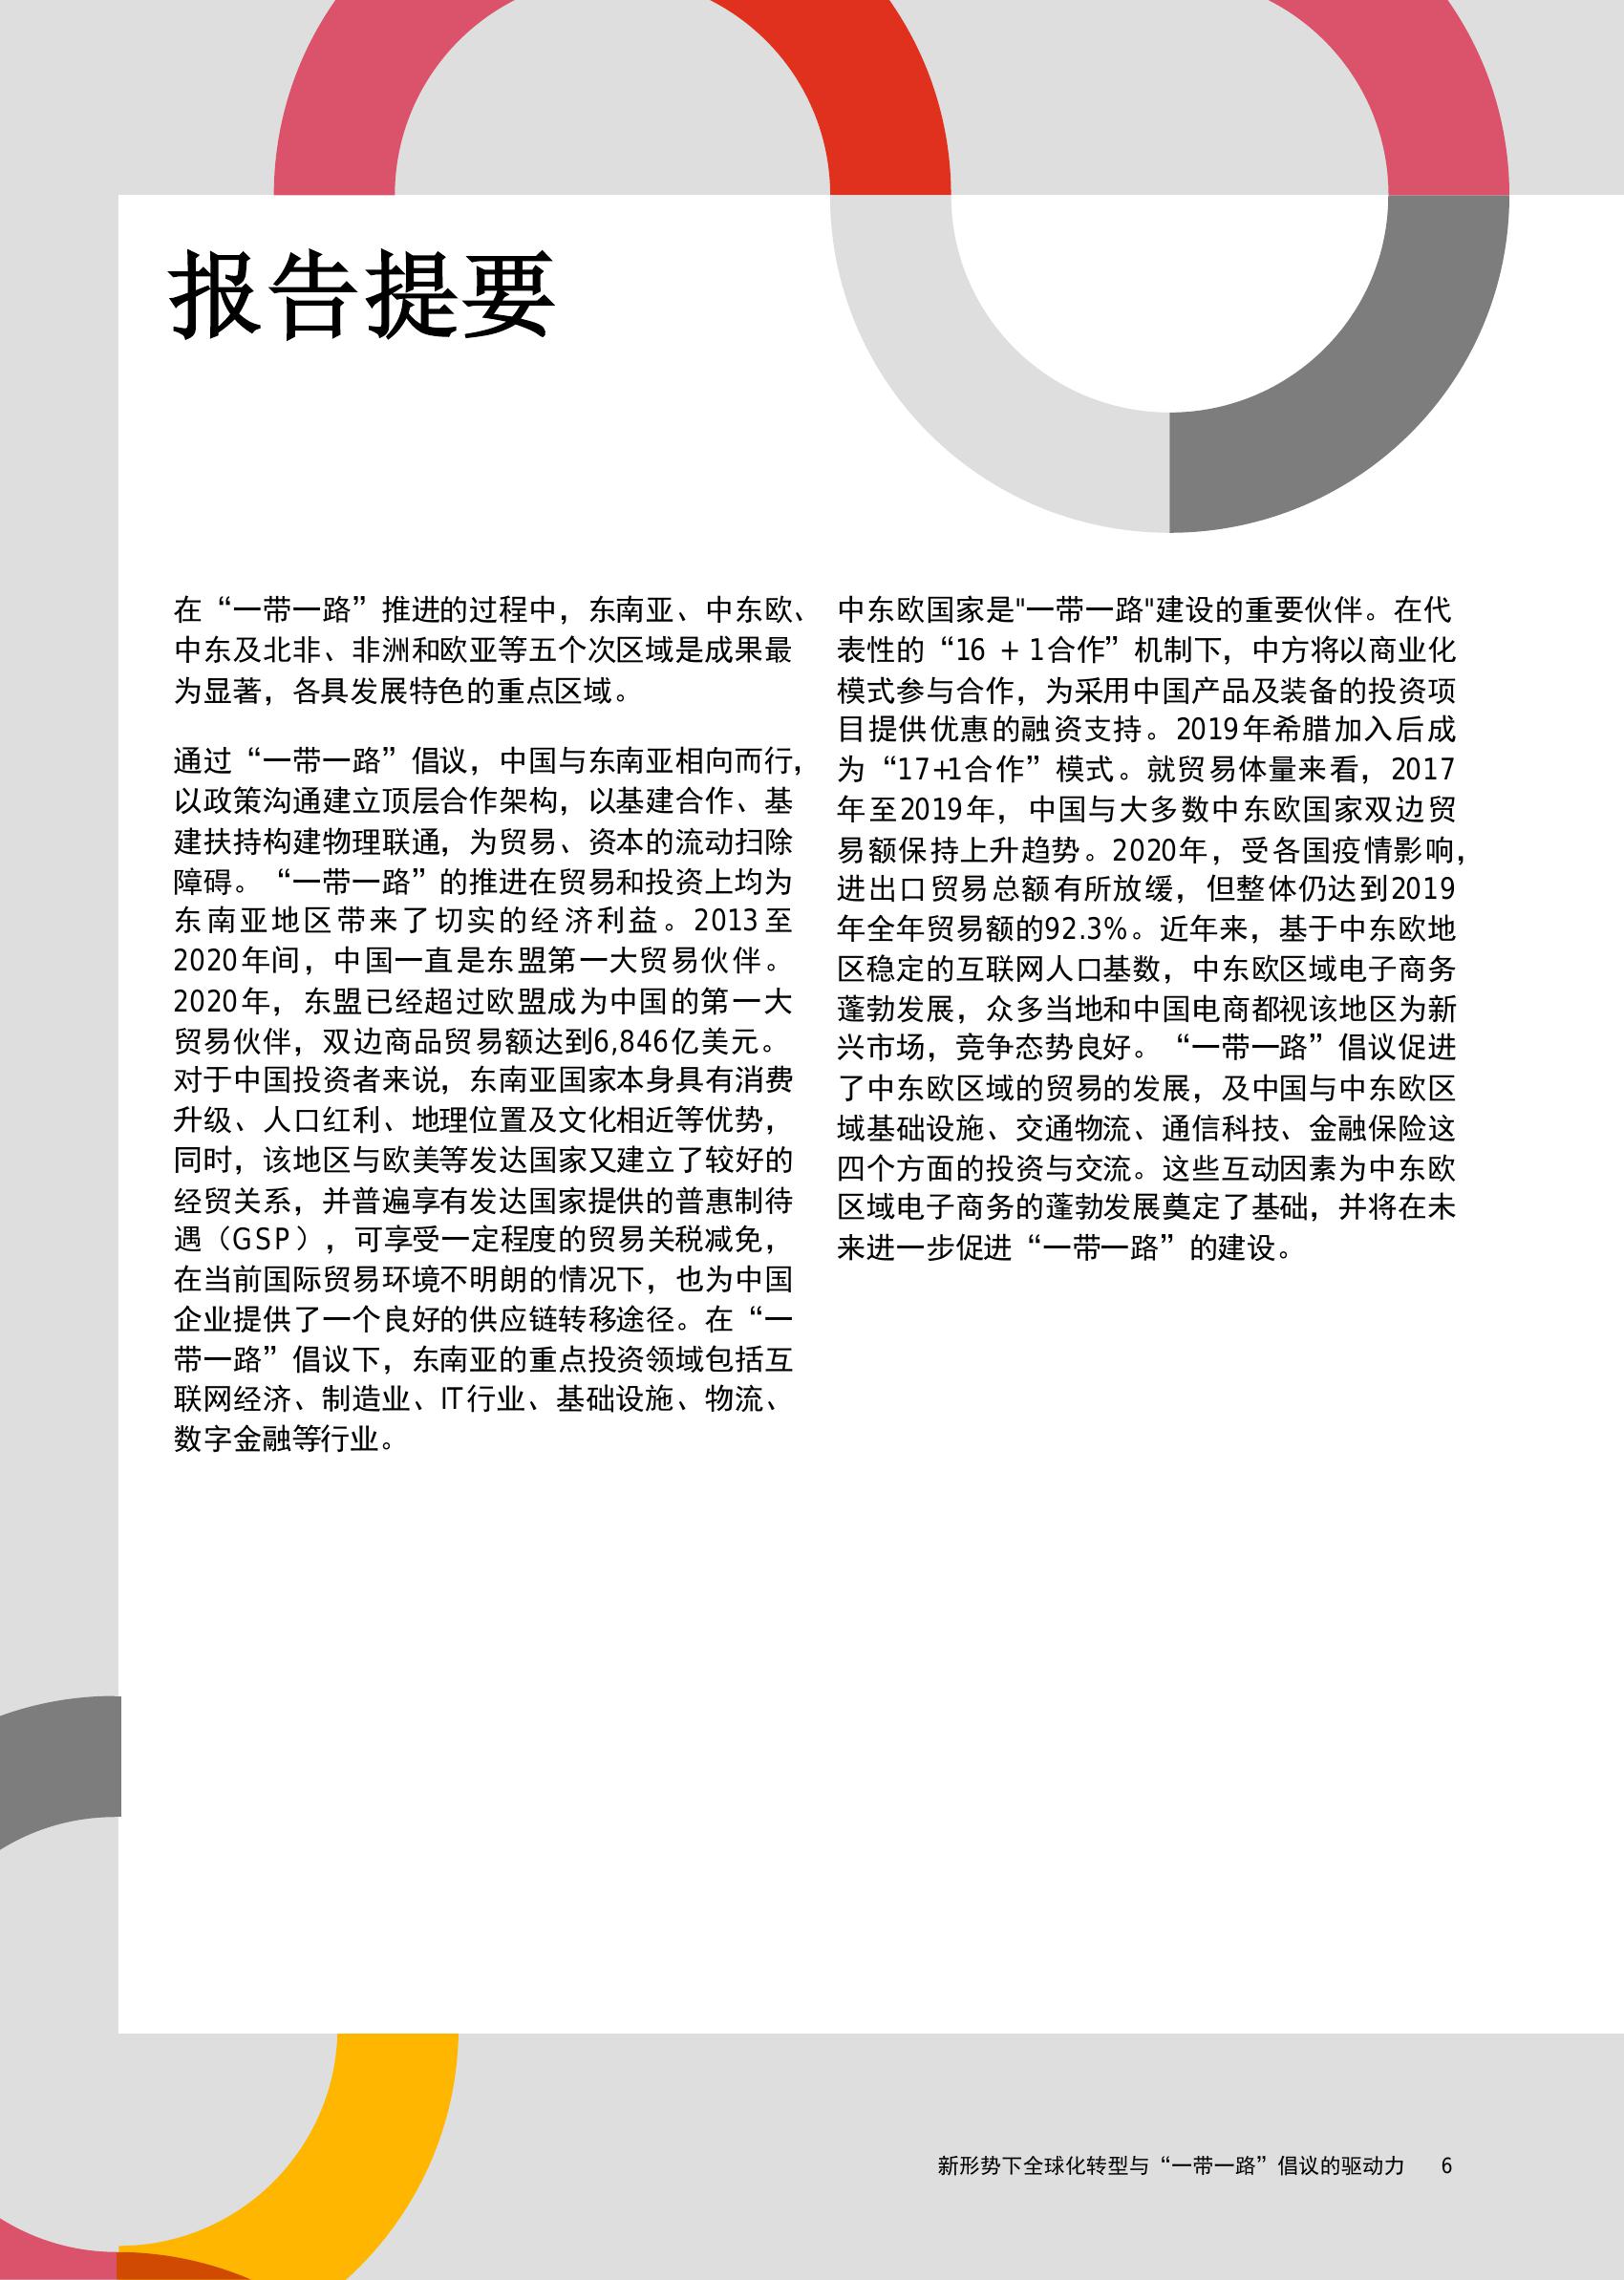 报告提要
在“一带一路”推进的过程中，东南亚、中东欧、
中东及北非、非洲和欧亚等五个次区域是成果最
为显著，各具发展特色的重点区域。
通过“一带一路”倡议，中国与东南亚相向而行，
以政策沟通建立顶层合作架构，以基建合作、基
建扶持构建物理联通，为贸易、资本的流动扫除
障碍。“一带一路”的推进在贸易和投资上均为
东南亚地区带来了切实的经济利益。2013至
2020年间，中国一直是东盟第一大贸易伙伴。
2020年，东盟已经超过欧盟成为中国的第一大
贸易伙伴，双边商品贸易额达到6,846亿美元。
对于中国投资者来说，东南亚国家本身具有消费
升级、人口红利、地理位置及文化相近等优势，
同时，该地区与欧美等发达国家又建立了较好的
经贸关系，并普遍享有发达国家提供的普惠制待
遇（GSP），可享受一定程度的贸易关税减免，
在当前国际贸易环境不明朗的情况下，也为中国
企业提供了一个良好的供应链转移途径。在“一
带一路”倡议下，东南亚的重点投资领域包括互
联网经济、制造业、IT行业、基础设施、物流、
数字金融等行业。
中东欧国家是"一带一路"建设的重要伙伴。在代
表性的“16 + 1合作”机制下，中方将以商业化
模式参与合作，为采用中国产品及装备的投资项
目提供优惠的融资支持。2019年希腊加入后成
为“17+1合作”模式。就贸易体量来看，2017
年至2019年，中国与大多数中东欧国家双边贸
易额保持上升趋势。2020年，受各国疫情影响，
进出口贸易总额有所放缓，但整体仍达到2019
年全年贸易额的92.3%。近年来，基于中东欧地
区稳定的互联网人口基数，中东欧区域电子商务
蓬勃发展，众多当地和中国电商都视该地区为新
兴市场，竞争态势良好。“一带一路”倡议促进
了中东欧区域的贸易的发展，及中国与中东欧区
域基础设施、交通物流、通信科技、金融保险这
四个方面的投资与交流。这些互动因素为中东欧
区域电子商务的蓬勃发展奠定了基础，并将在未
来进一步促进“一带一路”的建设。
新形势下全球化转型与“一带一路”倡议的驱动力 6